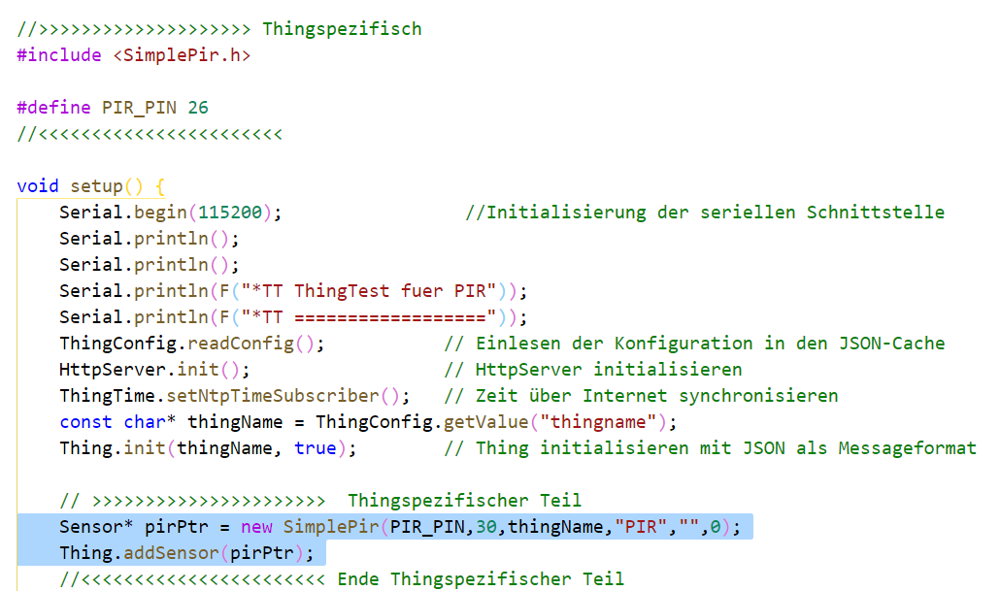 //>>>>>>>>>>>>>>>>>>>> Thingspezifisch
#include <SimplePir.h>
#define PIR_PIN 26
//<<<<<<<<<<<<<<<<<<<<<<<
void setup() {
Serial.begin(115200); //Initialisierung der seriellen Schnittstelle
Serial.println();
Serial.println();
Serial.println(F("*TT ThingTest fuer PIR"));
Serial.println(F("*TT =================="));
ThingConfig.readConfig(); // Einlesen der Konfiguration in den JSON-Cache
HttpServer.init(); // HttpServer initialisieren
ThingTime.setNtpTimeSubscriber(); // Zeit über Internet synchronisieren
const char* thingName = ThingConfig.getValue("thingname");
Thing.init(thingName, true); // Thing initialisieren mit JSON als Messageformat
// >>>>>>>>>>>>>>>>>>>>>> Thingspezifischer Teil
Sensor* pirPtr = new SimplePir(PIR_PIN,30,thingName,"PIR","",0);
Thing.addSensor(pirPtr);
//<<<<<<<<<<<<<<<<<<<<<<< Ende Thingspezifischer Teil